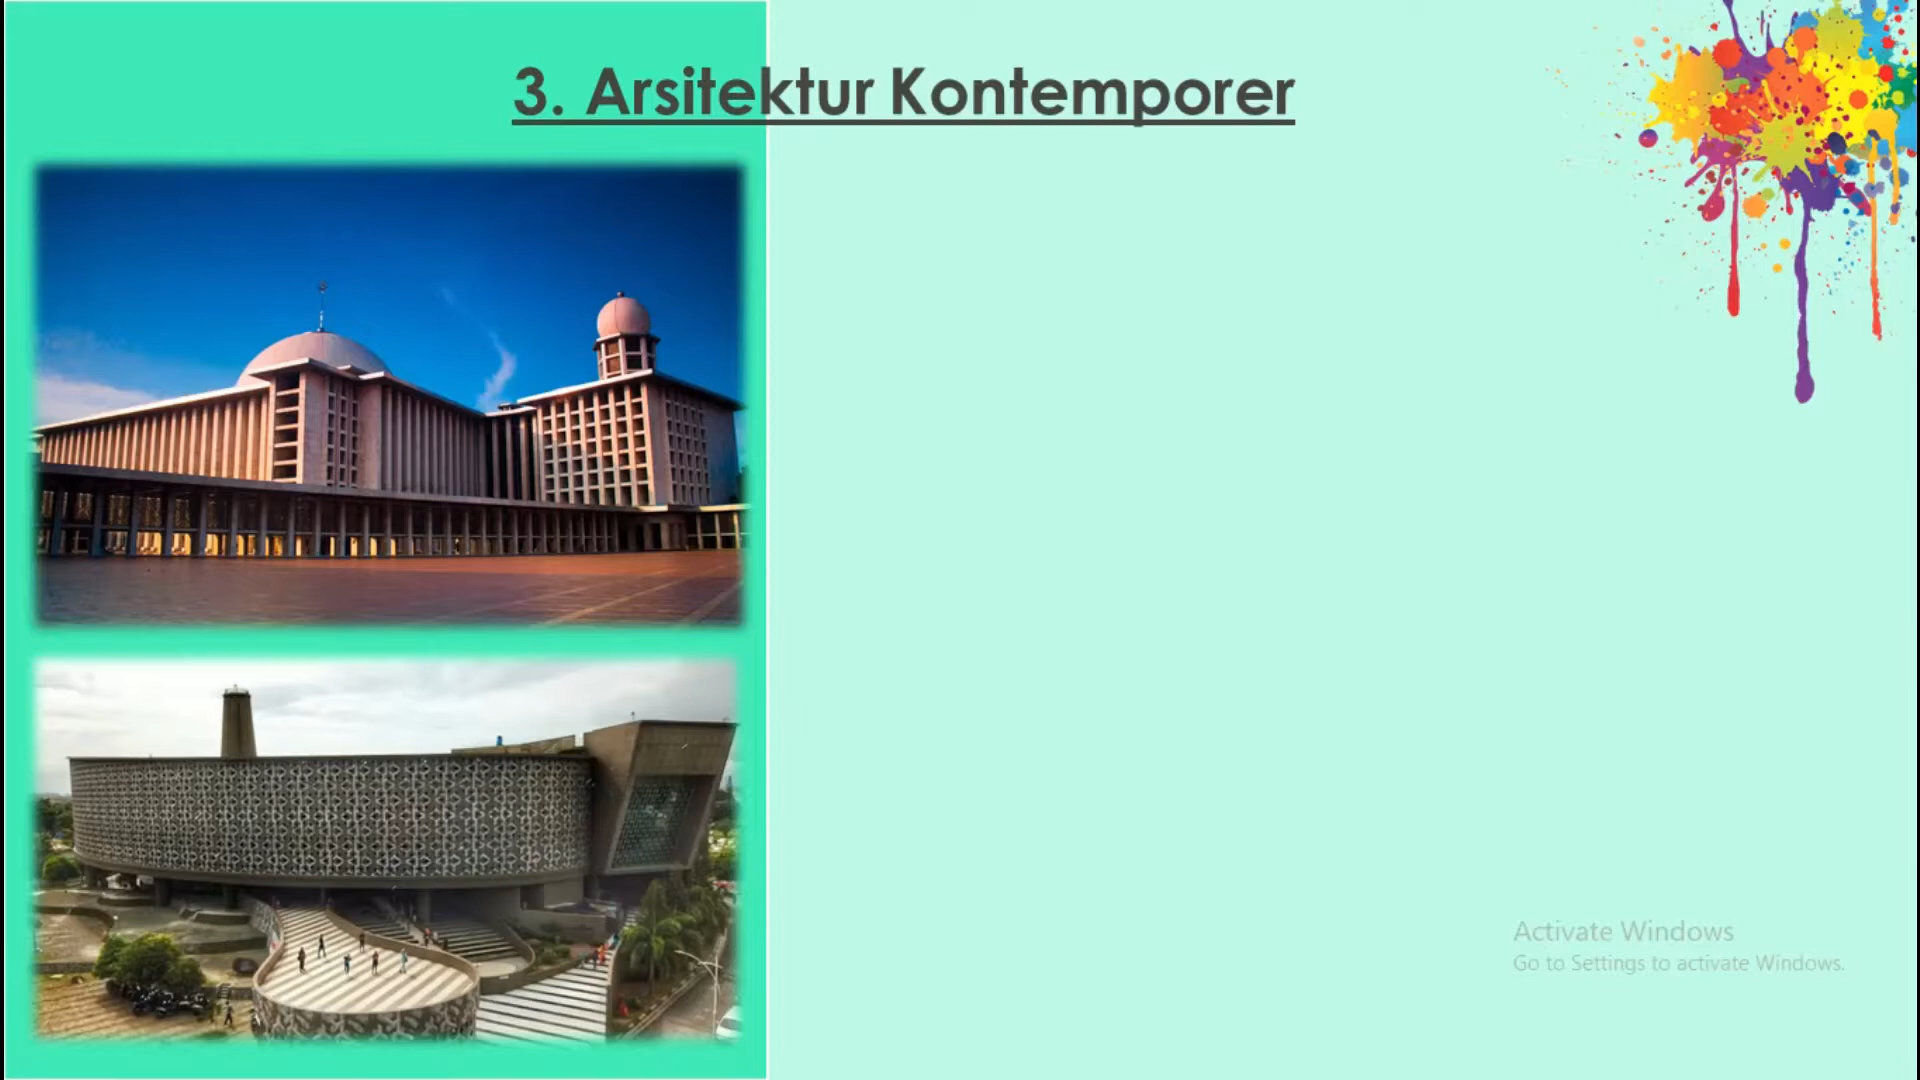 3. Arsitektur Kontemporer
Activate Windows
Go to Settings to activate Windows.